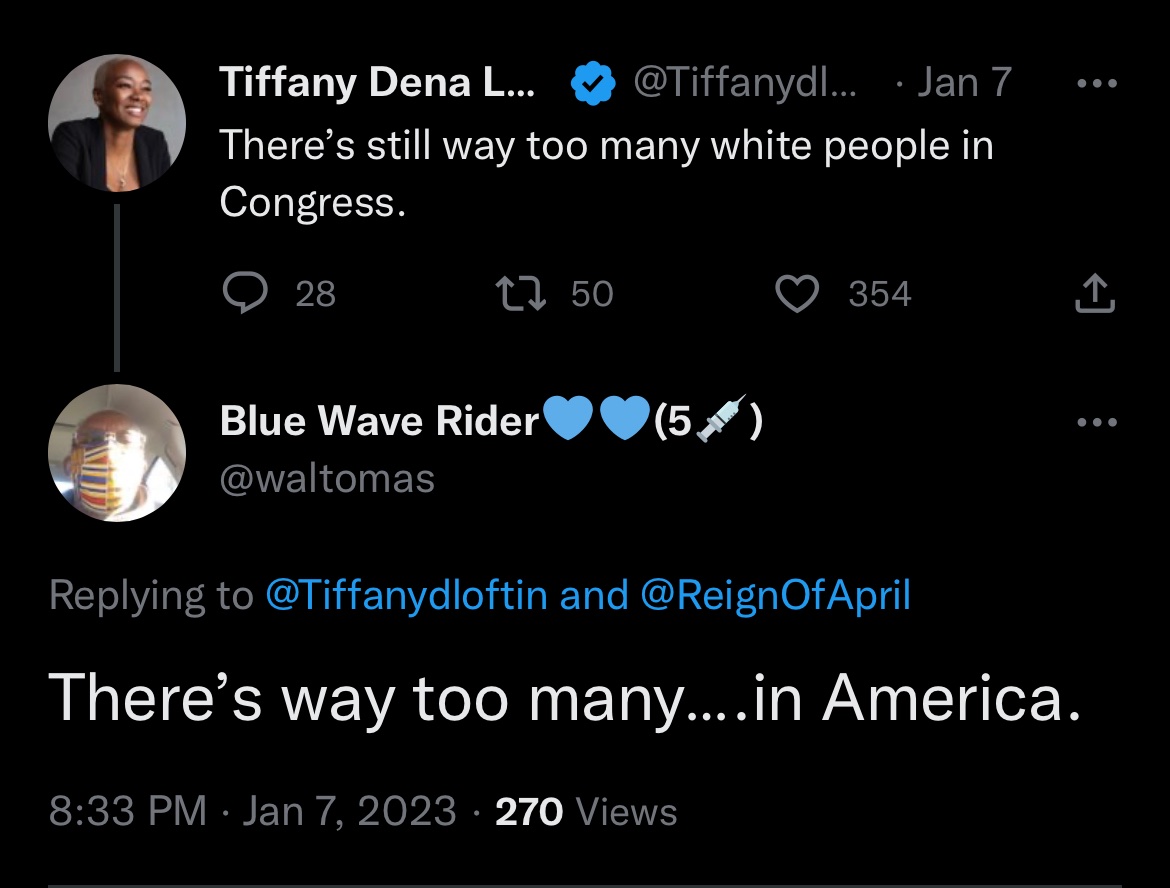 Tiffany Dena L... @Tiffanydl... · Jan 7
There’s still way too many white people in
Congress.
28 50 354
Blue Wave Rider💙💙(5💉)
@waltomas
Replying to @Tiffanydloftin and @ReignOfApril
There’s way too many....in America.
8:33 PM · Jan 7, 2023 · 270 Views